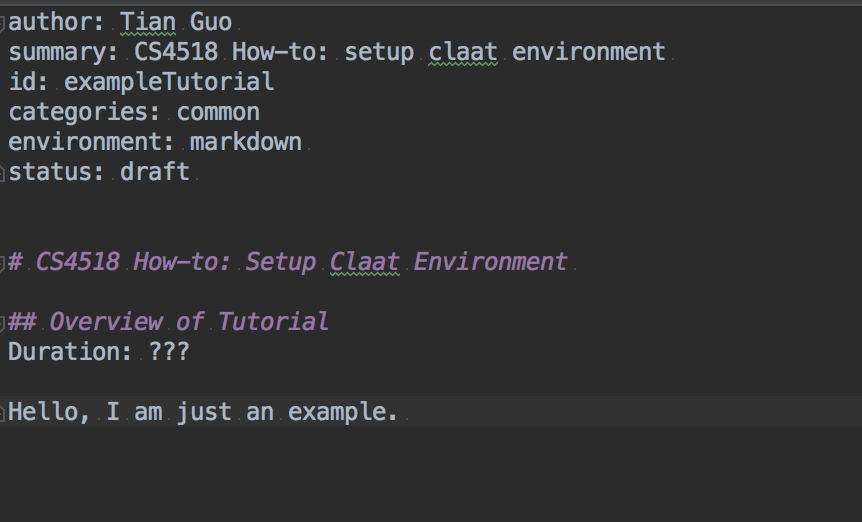 author: Tian Guo
summary: CS4518 How-to: setup claat environment
id: exampleTutorial
categories: common
environment: markdown
status: draft
# CS4518 How-to: Setup Claat Environment
## Overview of Tutorial
Duration: ???
Hello, I am just an example.